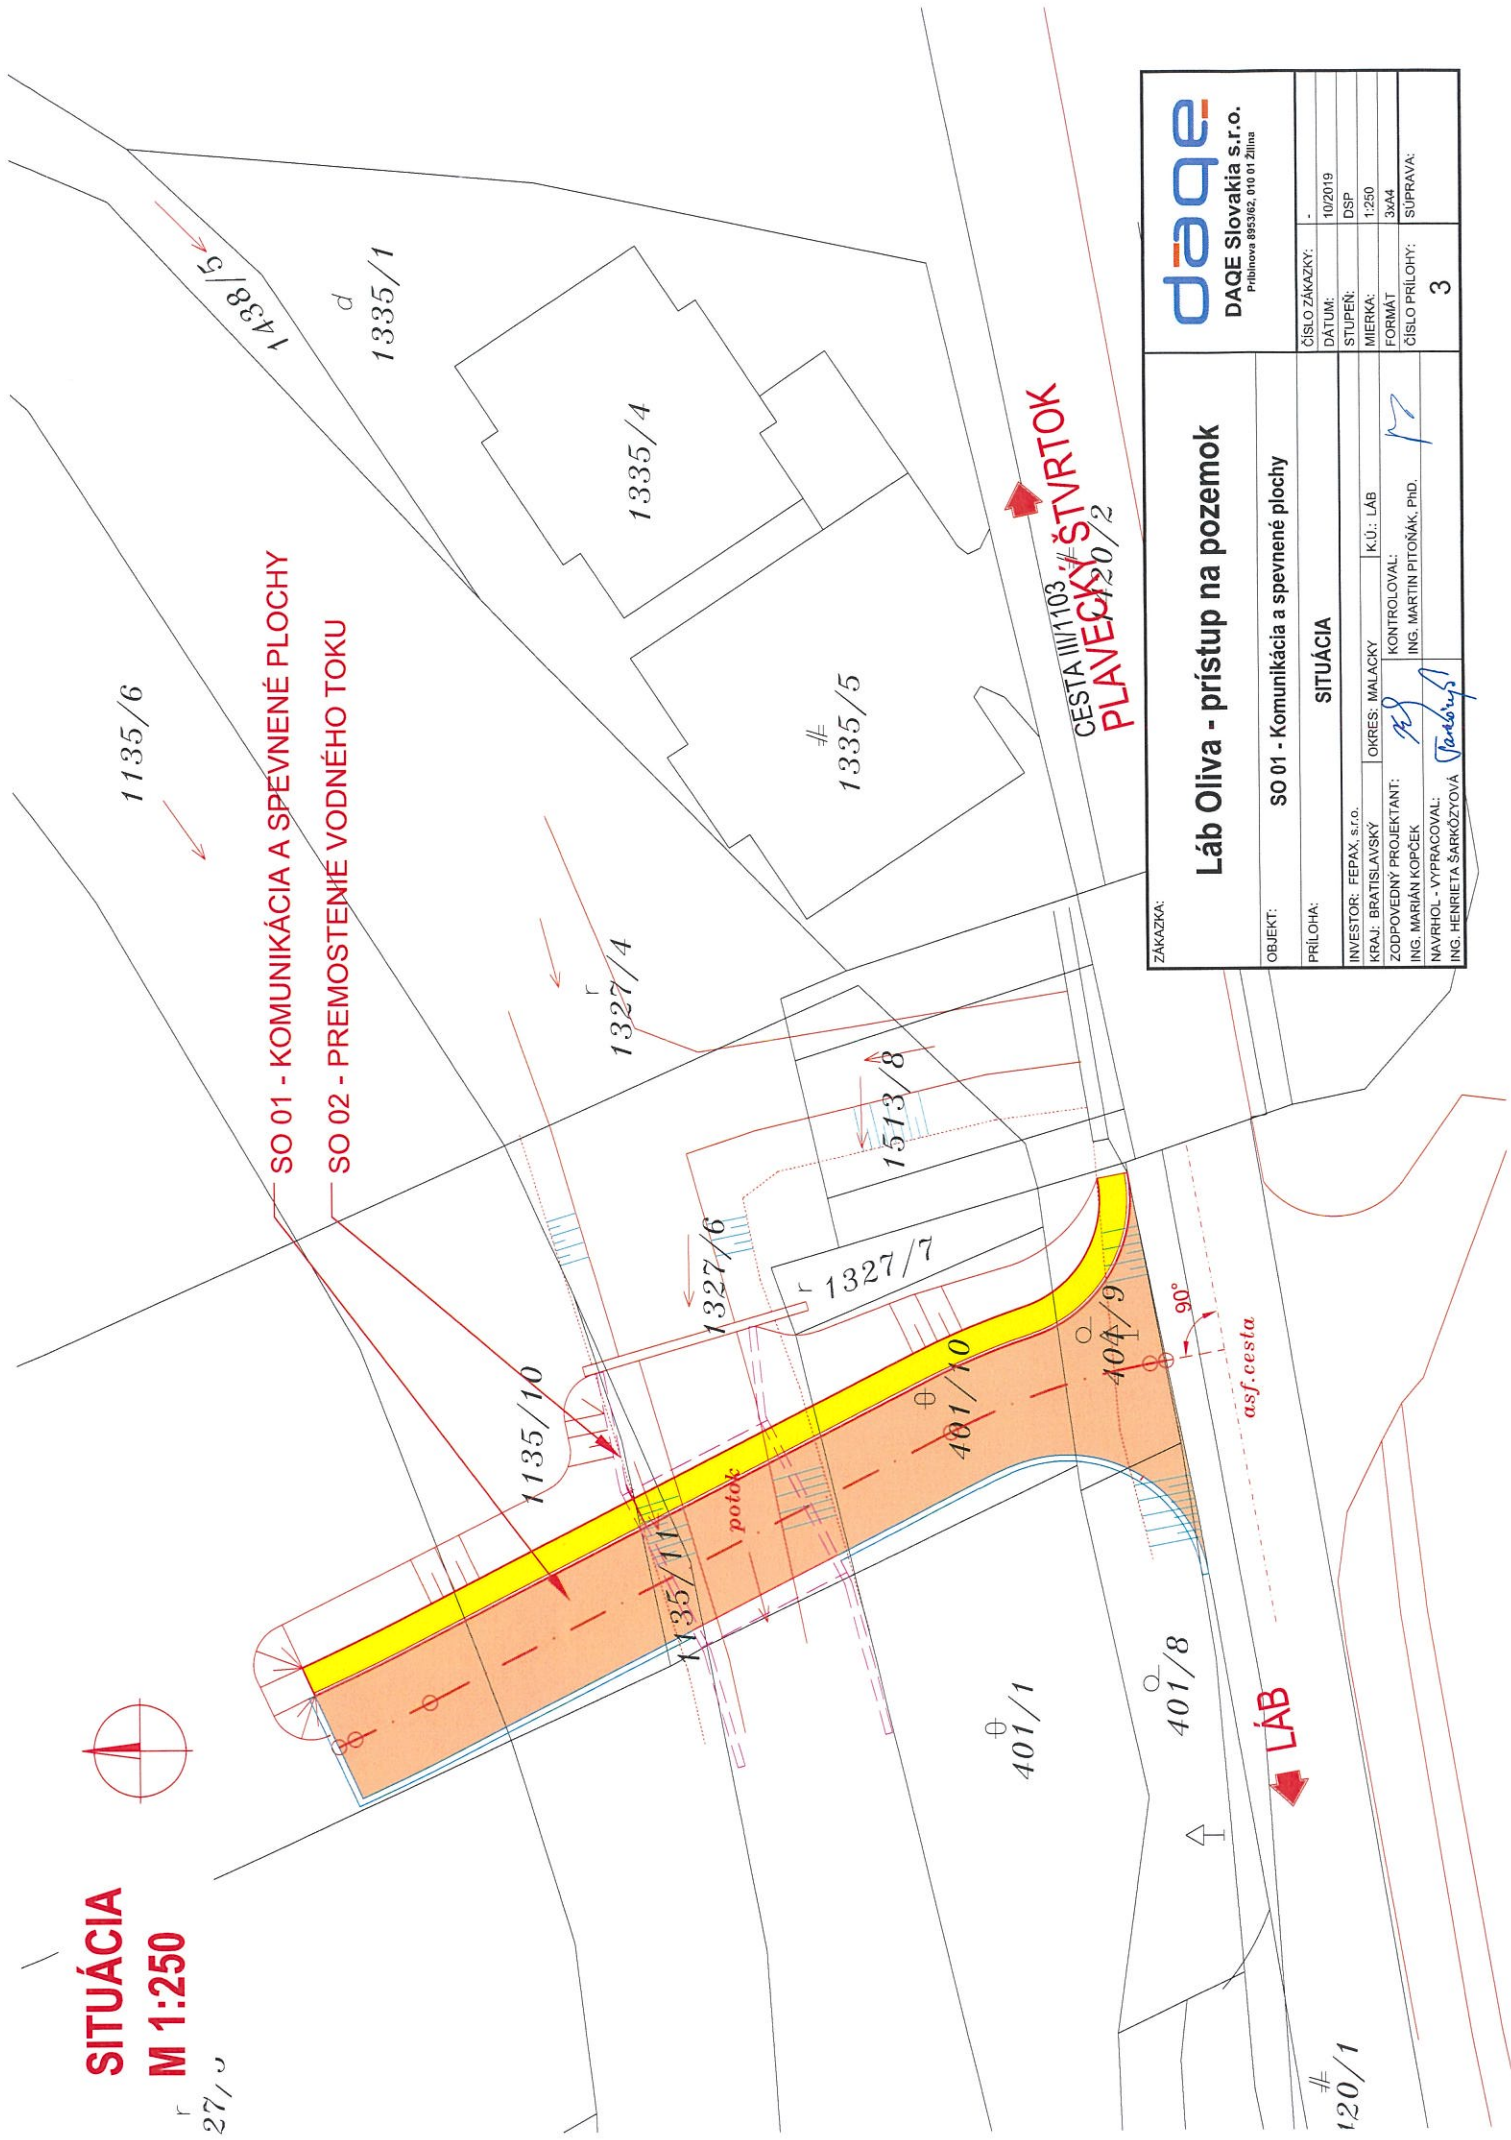 SITUÁCIA
M 1:250
SO 01 - KOMUNIKÁCIA A SPEVNENÉ PLOCHY
SO 02 - PREMOSTENIE VODNÉHO TOKU
1135/6
1438/5
d
1335/1
1335/4
#
1335/5
r
1327/4
1135/10
1327/6
1513/8
r
1327/7
1135/11
potok
401/10
404/9
90°
asf.cesta
401/1
401/8
LÁB
CESTA III/1103
PLAVECKÝ ŠTVRTOK
#
#
120/1
r
ZÁKAZKA:
Láb Oliva - prístup na pozemok
OBJEKT:
SO 01 - Komunikácia a spevnené plochy
PRÍLOHA:
SITUÁCIA
INVESTOR: FEPAX, s.r.o.
KRAJ: BRATISLAVSKÝ
OKRES: MALACKY
K.Ú.: LÁB
ZODPOVEDNÝ PROJEKTANT:
ING. MARIÁN KOPČEK
KONTROLOVAL:
ING. MARTIN PITOŇÁK, PhD.
NAVRHOL - VYPRACOVAL:
ING. HENRIETA ŠARKÖZYOVÁ
daqe
DAQE Slovakia s.r.o.
Pribinova 8953/62, 010 01 Žilina
ČÍSLO ZÁKAZKY: -
DÁTUM: 10/2019
STUPEŇ: DSP
MIERKA: 1:250
FORMÁT 3xA4
ČÍSLO PRÍLOHY: SÚPRAVA:
3